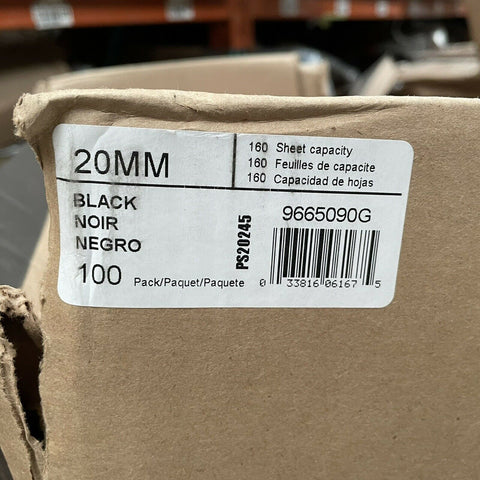 20MM
160 Sheet capacity
160 Feuilles de capacite
160 Capacidad de hojas
BLACK
NOIR
NEGRO
100 Pack/Paquet/Paquete
PS20245
9665090G
0 33816 06167 5